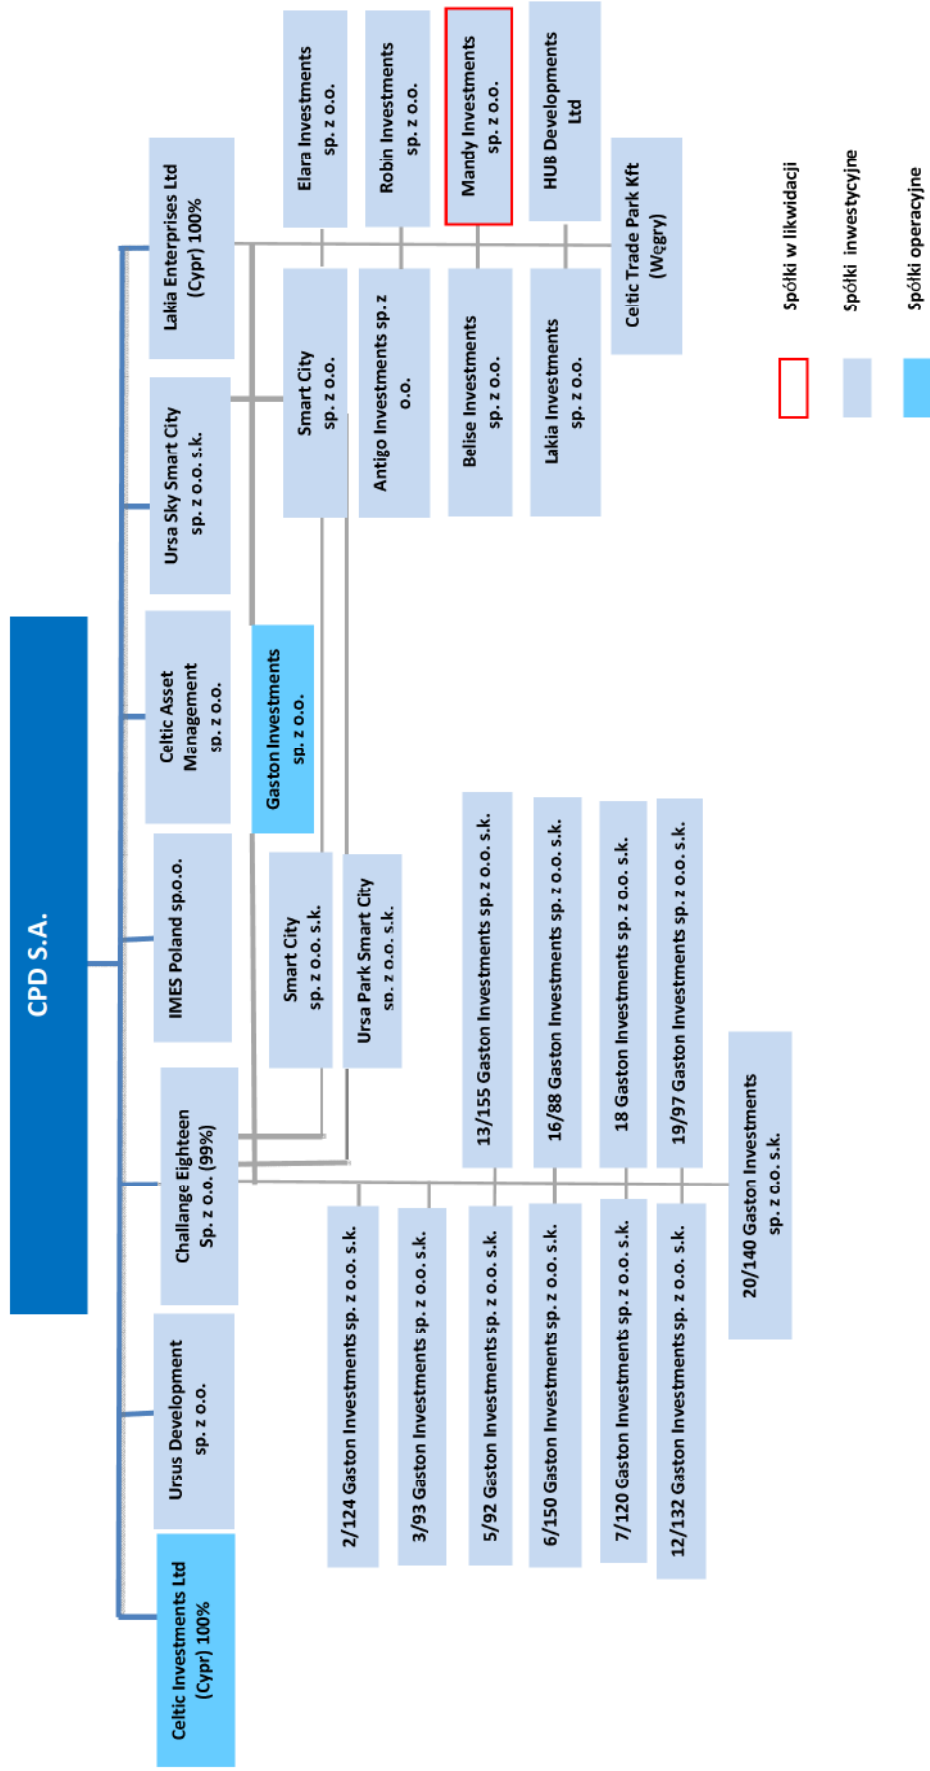 CPD S.A.
Celtic Investments Ltd
(Cypr) 100%
Ursus Development
sp. z o.o.
Challange Eighteen
Sp. z o.o. (99%)
IMES Poland sp.o.o.
Celtic Asset
Management
sp. z o.o.
Ursa Sky Smart City
sp. z o.o. s.k.
Lakia Enterprises Ltd
(Cypr) 100%
Gaston Investments
sp. z o.o.
Smart City
sp. z o.o. s.k.
Ursa Park Smart City
sp. z o.o. s.k.
Smart City
sp. z o.o.
Elara Investments
sp. z o.o.
Antigo Investments sp. z
o.o.
Robin Investments
sp. z o.o.
Belise Investments
sp. z o.o.
Mandy Investments
sp. z o.o.
Lakia Investments
sp. z o.o.
HUB Developments
Ltd
Celtic Trade Park Kft
(Węgry)
2/124 Gaston Investments sp. z o.o. s.k.
3/93 Gaston Investments sp. z o.o. s.k.
5/92 Gaston Investments sp. z o.o. s.k.
13/155 Gaston Investments sp. z o.o. s.k.
6/150 Gaston Investments sp. z o.o. s.k.
16/88 Gaston Investments sp. z o.o. s.k.
7/120 Gaston Investments sp. z o.o. s.k.
18 Gaston Investments sp. z o.o. s.k.
12/132 Gaston Investments sp. z o.o. s.k.
19/97 Gaston Investments sp. z o.o. s.k.
20/140 Gaston Investments
sp. z o.o. s.k.
Spółki w likwidacji
Spółki inwestycyjne
Spółki operacyjne